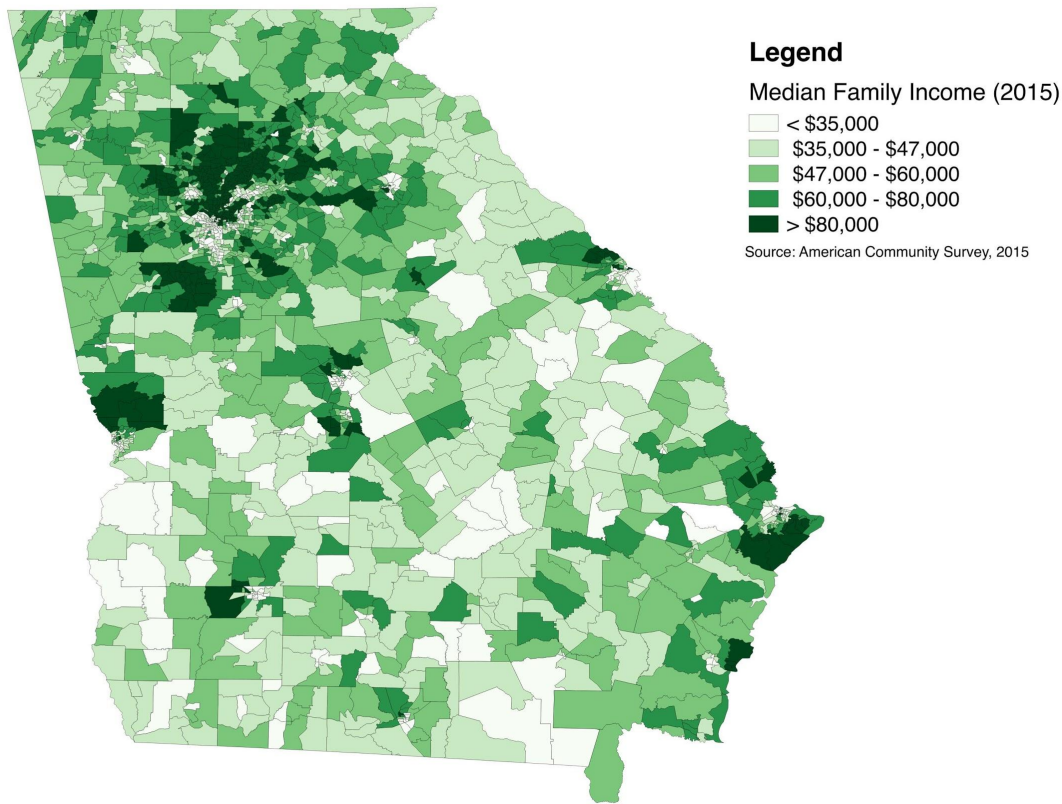 Legend
Median Family Income (2015)
< $35,000
$35,000 - $47,000
$47,000 - $60,000
$60,000 - $80,000
> $80,000
Source: American Community Survey, 2015